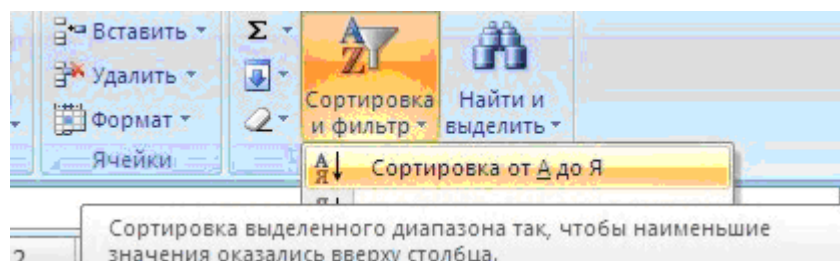 Вставить
Удалить
Формат
Ячейки
Σ
Сортировка и фильтр
Найти и выделить
Сортировка от А до Я
Сортировка выделенного диапазона так, чтобы наименьшие
значения оказались вверху столбца.